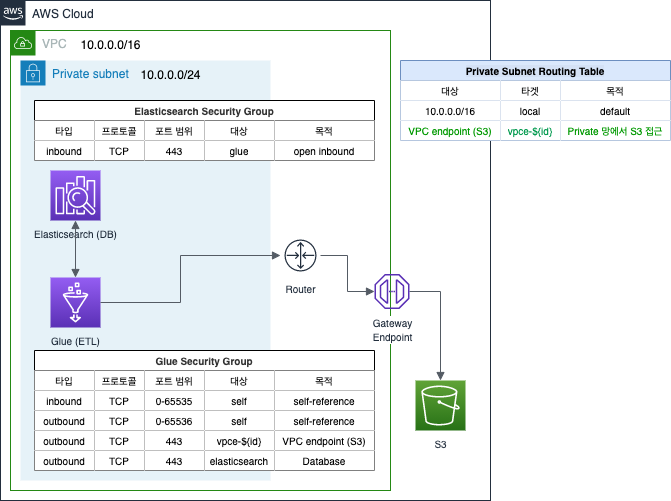 aws
AWS Cloud
VPC 10.0.0.0/16
Private subnet 10.0.0.0/24
Private Subnet Routing Table
대상 타겟 목적
10.0.0.0/16 local default
VPC endpoint (S3) vpce-$(id) Private 망에서 S3 접근
Elasticsearch Security Group
타입 프로토콜 포트 범위 대상 목적
inbound TCP 443 glue open inbound
Elasticsearch (DB)
Router
Glue (ETL)
Gateway
Endpoint
Glue Security Group
타입 프로토콜 포트 범위 대상 목적
inbound TCP 0-65535 self self-reference
outbound TCP 0-65536 self self-reference
outbound TCP 443 vpce-$(id) VPC endpoint (S3)
outbound TCP 443 elasticsearch Database
S3